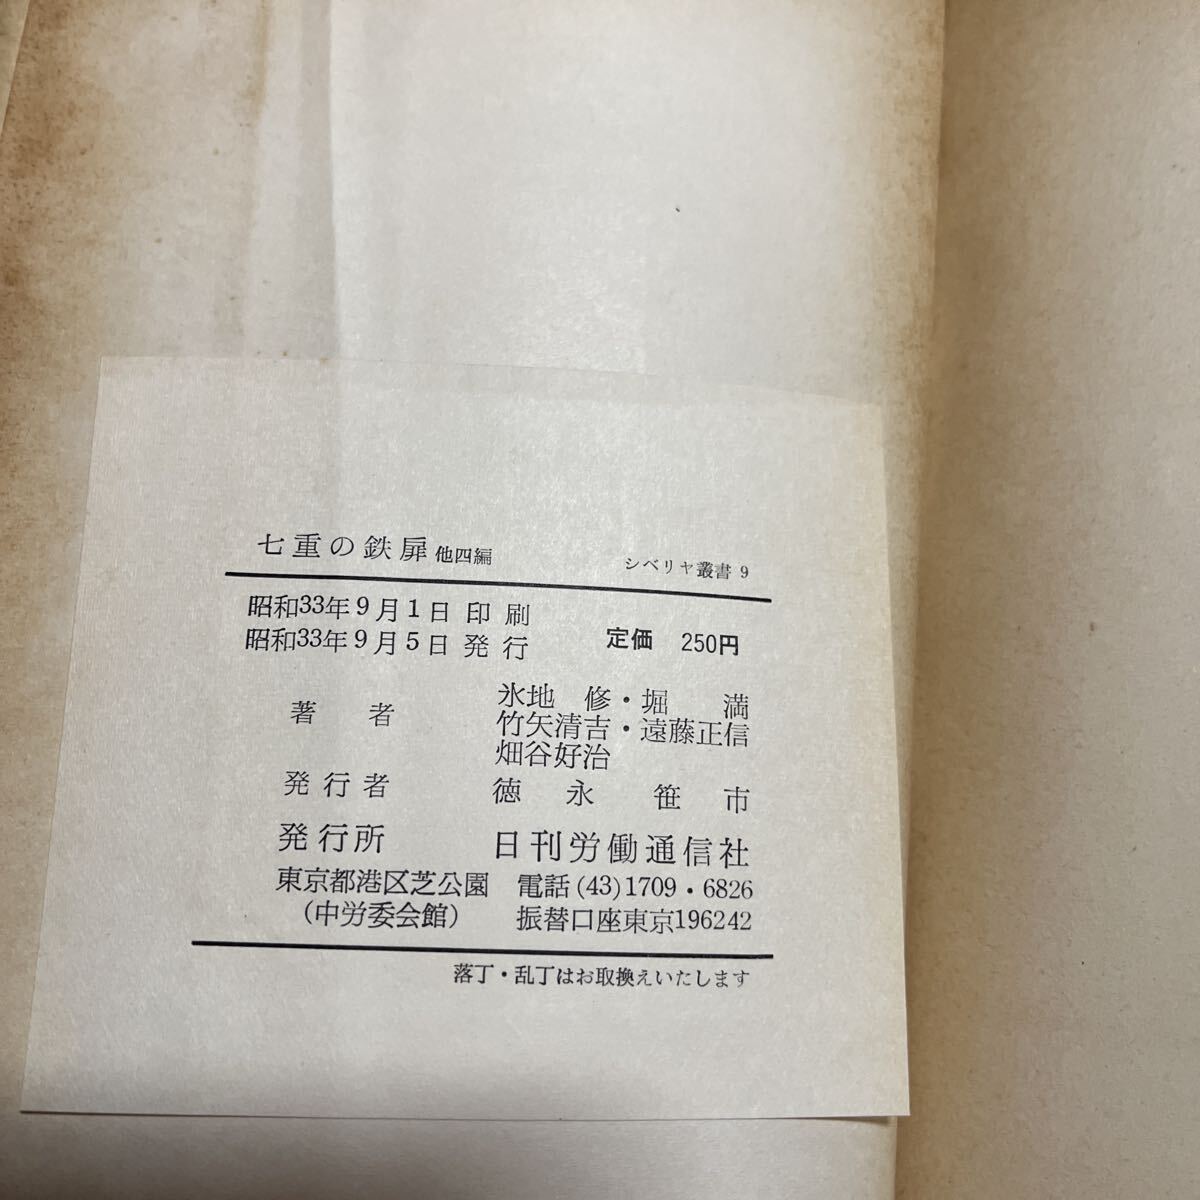 七重の鉄扉 他四編 シベリヤ叢書 9
昭和33年9月1日 印刷
昭和33年9月5日 発行 定価 250円
著者 氷地 修・堀 満
竹矢清吉・遠藤正信
畑谷好治
発行者 徳永笹市
発行所 日刊労働通信社
東京都港区芝公園 電話(43)1709・6826
(中労委会館) 振替口座東京196242
落丁・乱丁はお取換えいたします